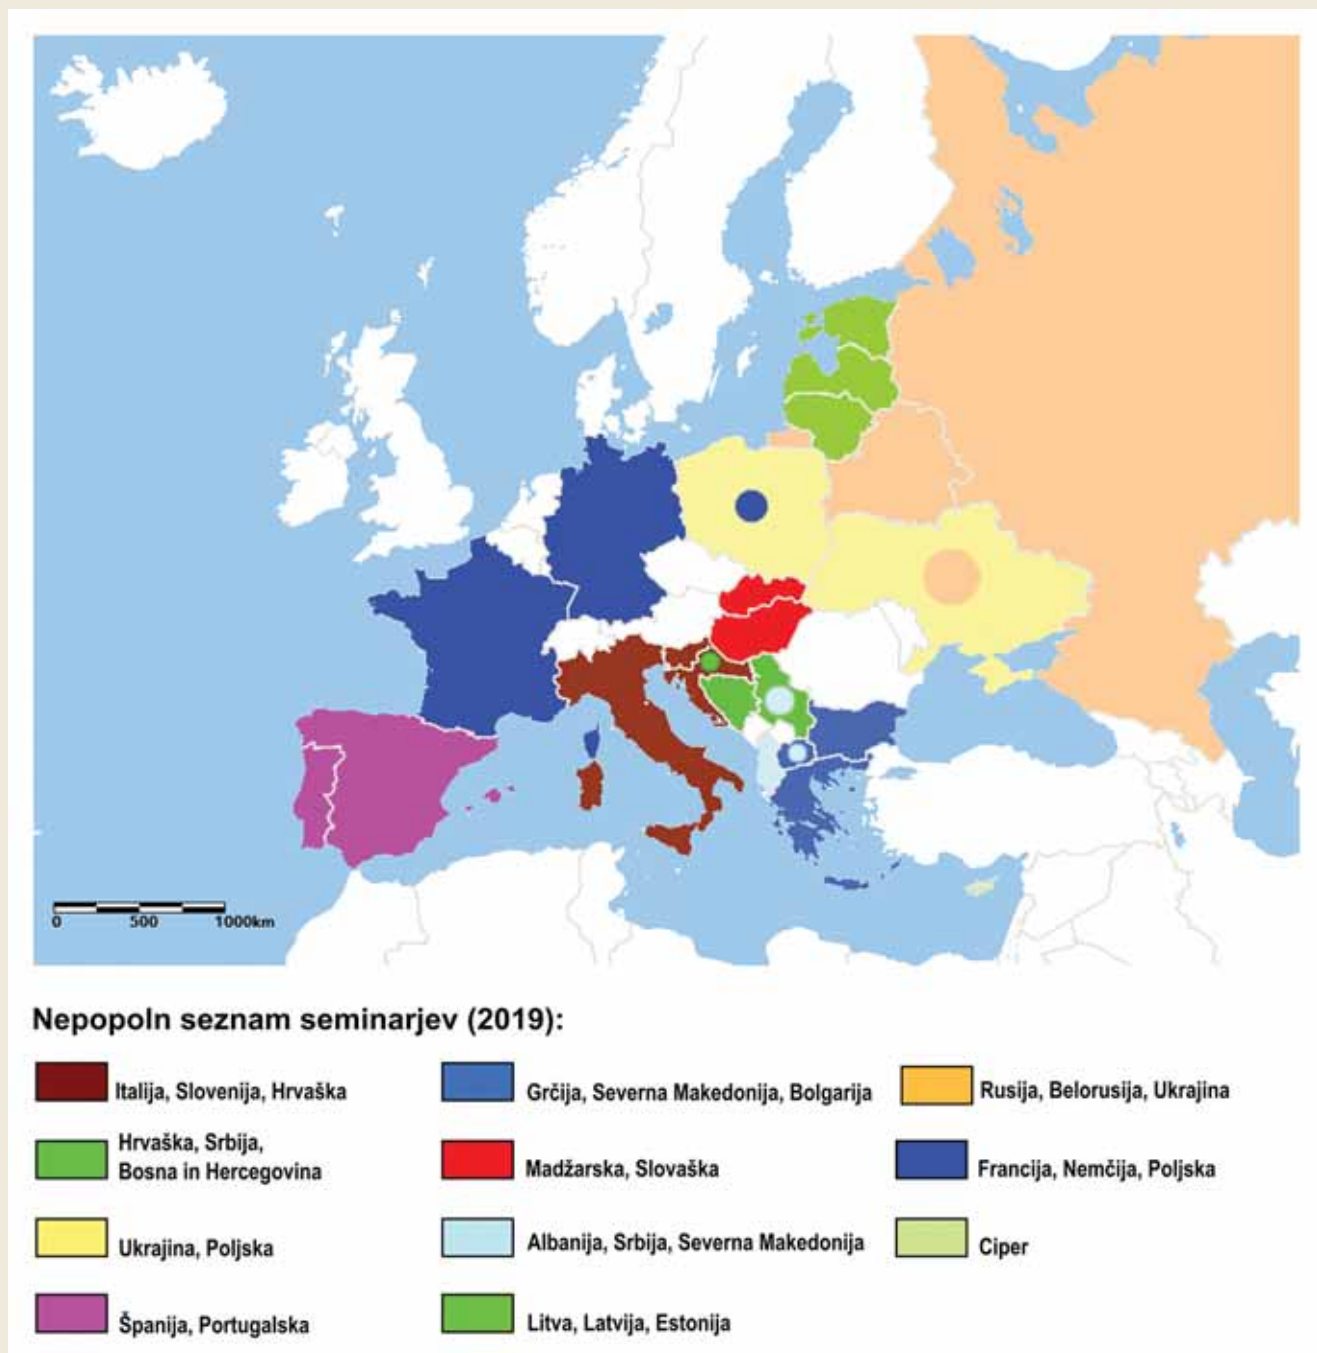 0 500 1000km
Nepopoln seznam seminarjev (2019):
Italija, Slovenija, Hrvaška
Hrvaška, Srbija,
Bosna in Hercegovina
Ukrajina, Poljska
Španija, Portugalska
Grčija, Severna Makedonija, Bolgarija
Madžarska, Slovaška
Albanija, Srbija, Severna Makedonija
Litva, Latvija, Estonija
Rusija, Belorusija, Ukrajina
Francija, Nemčija, Poljska
Ciper